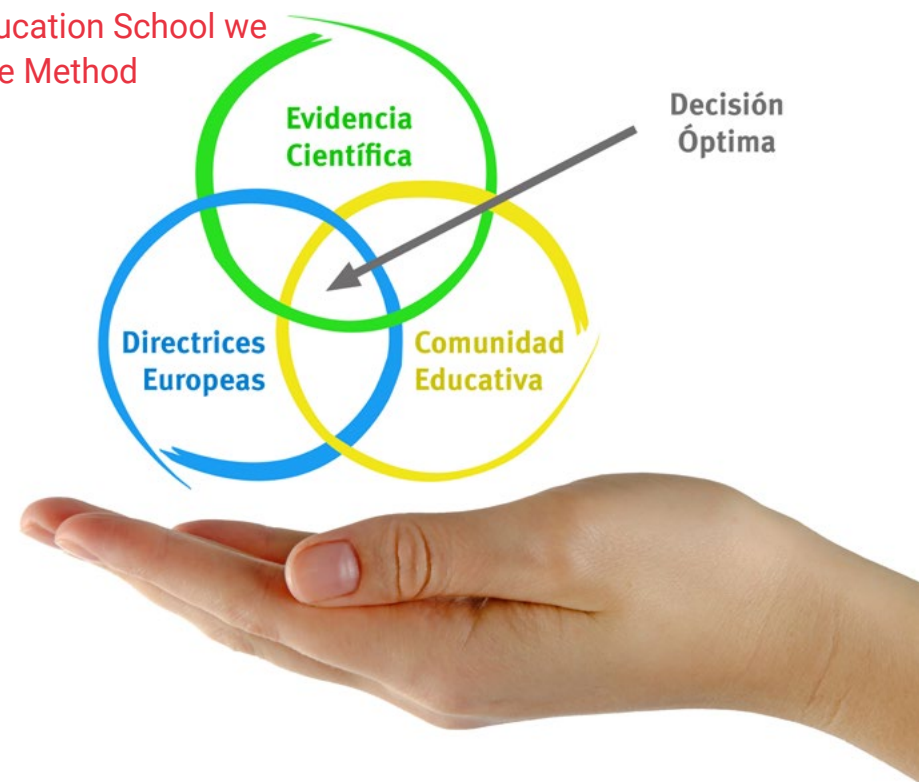 ucation School we
e Method
Evidencia
Científica
Decisión
Óptima
Directrices
Europeas
Comunidad
Educativa